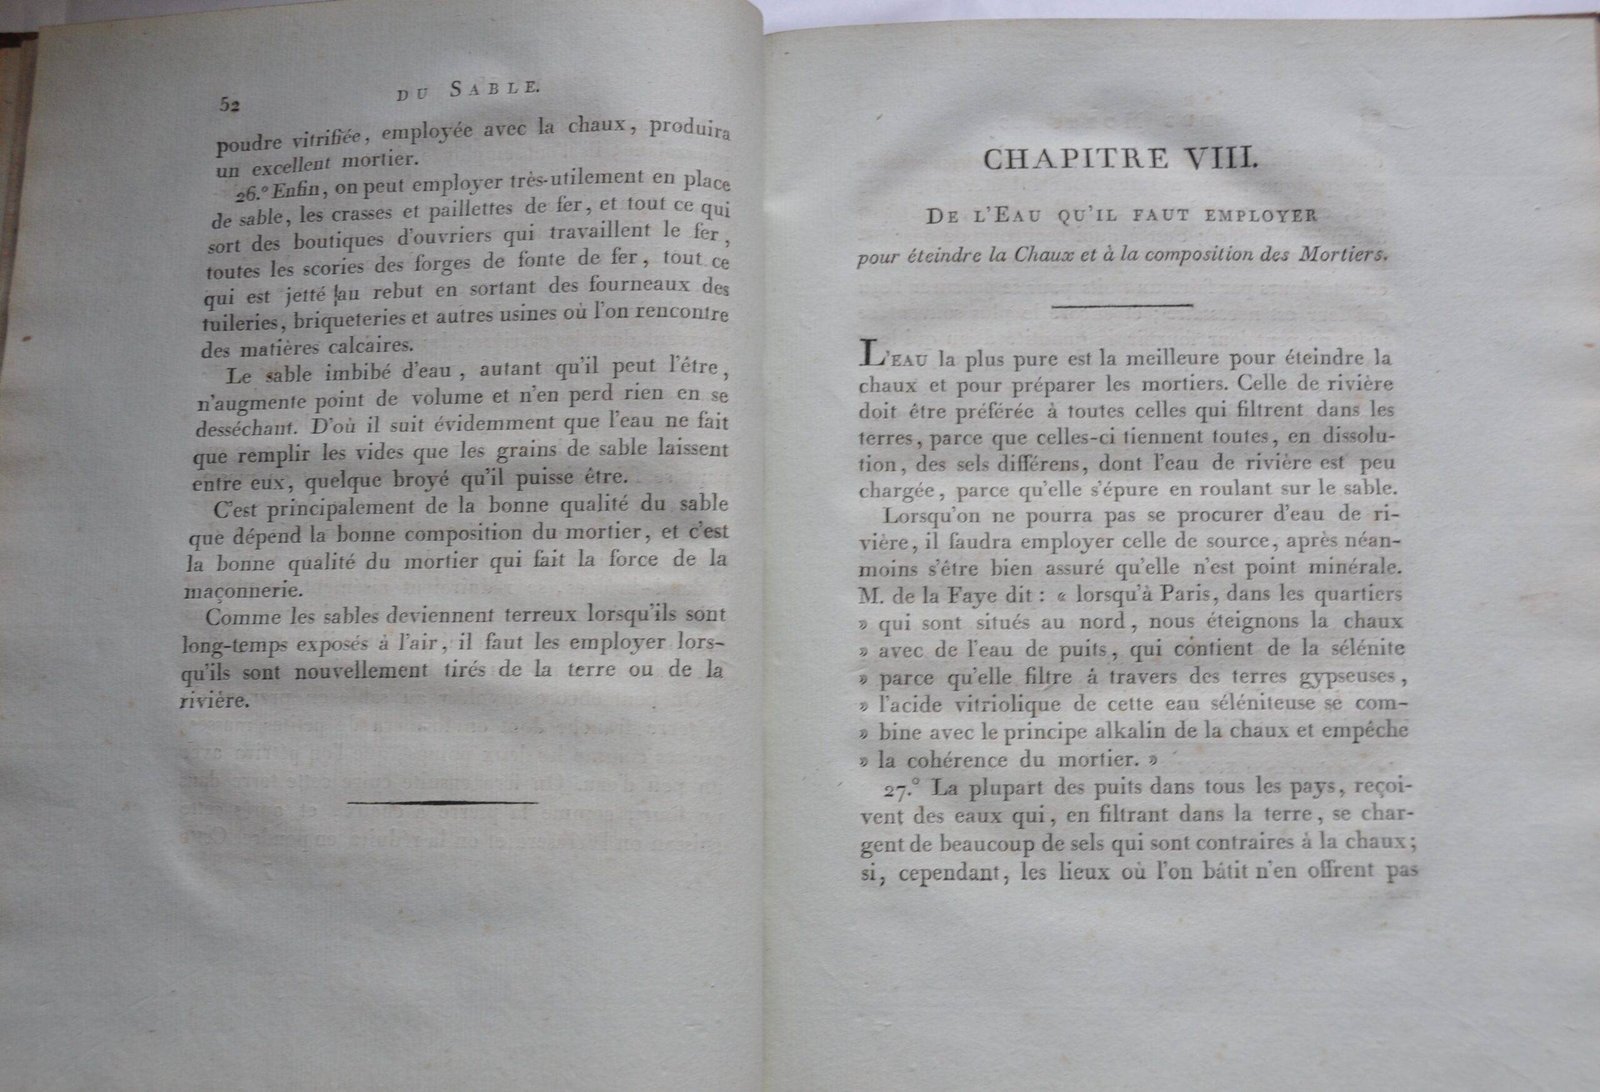 52
DU SABLE.
poudre vitrifiée, employée avec la chaux, produira
un excellent mortier.
26.° Enfin, on peut employer très-utilement en place
de sable, les crasses et paillettes de fer, et tout ce qui
sort des boutiques d'ouvriers qui travaillent le fer,
toutes les scories des forges de fonte de fer, tout ce
qui est jetté au rebut en sortant des fourneaux des
tuileries, briqueteries et autres usines où l'on rencontre
des matières calcaires.
Le sable imbibé d'eau, autant qu'il peut l'être,
n'augmente point de volume et n'en perd rien en se
desséchant. D'où il suit évidemment que l'eau ne fait
que remplir les vides que les grains de sable laissent
entre eux, quelque broyé qu'il puisse être.
C'est principalement de la bonne qualité du sable
que dépend la bonne composition du mortier, et c'est
la bonne qualité du mortier qui fait la force de la
maçonnerie.
Comme les sables deviennent terreux lorsqu'ils sont
long-temps exposés à l'air, il faut les employer lors-
qu'ils sont nouvellement tirés de la terre ou de la
rivière.
CHAPITRE VIII.
DE L'EAU QU'IL FAUT EMPLOYER
pour éteindre la Chaux et à la composition des Mortiers.
L'EAU la plus pure est la meilleure pour éteindre la
chaux et pour préparer les mortiers. Celle de rivière
doit être préférée à toutes celles qui filtrent dans les
terres, parce que celles-ci tiennent toutes, en dissolu-
tion, des sels différens, dont l'eau de rivière est peu
chargée, parce qu'elle s'épure en roulant sur le sable.
Lorsqu'on ne pourra pas se procurer d'eau de ri-
vière, il faudra employer celle de source, après néan-
moins s'être bien assuré qu'elle n'est point minérale.
M. de la Faye dit : « lorsqu'à Paris, dans les quartiers
» qui sont situés au nord, nous éteignons la chaux
» avec de l'eau de puits, qui contient de la sélénite
» parce qu'elle filtre à travers des terres gypseuses,
» l'acide vitriolique de cette eau séléniteuse se com-
» bine avec le principe alkalin de la chaux et empêche
» la cohérence du mortier. »
27.° La plupart des puits dans tous les pays, reçoi-
vent des eaux qui, en filtrant dans la terre, se char-
gent de beaucoup de sels qui sont contraires à la chaux;
si, cependant, les lieux où l'on bâtit n'en offrent pas